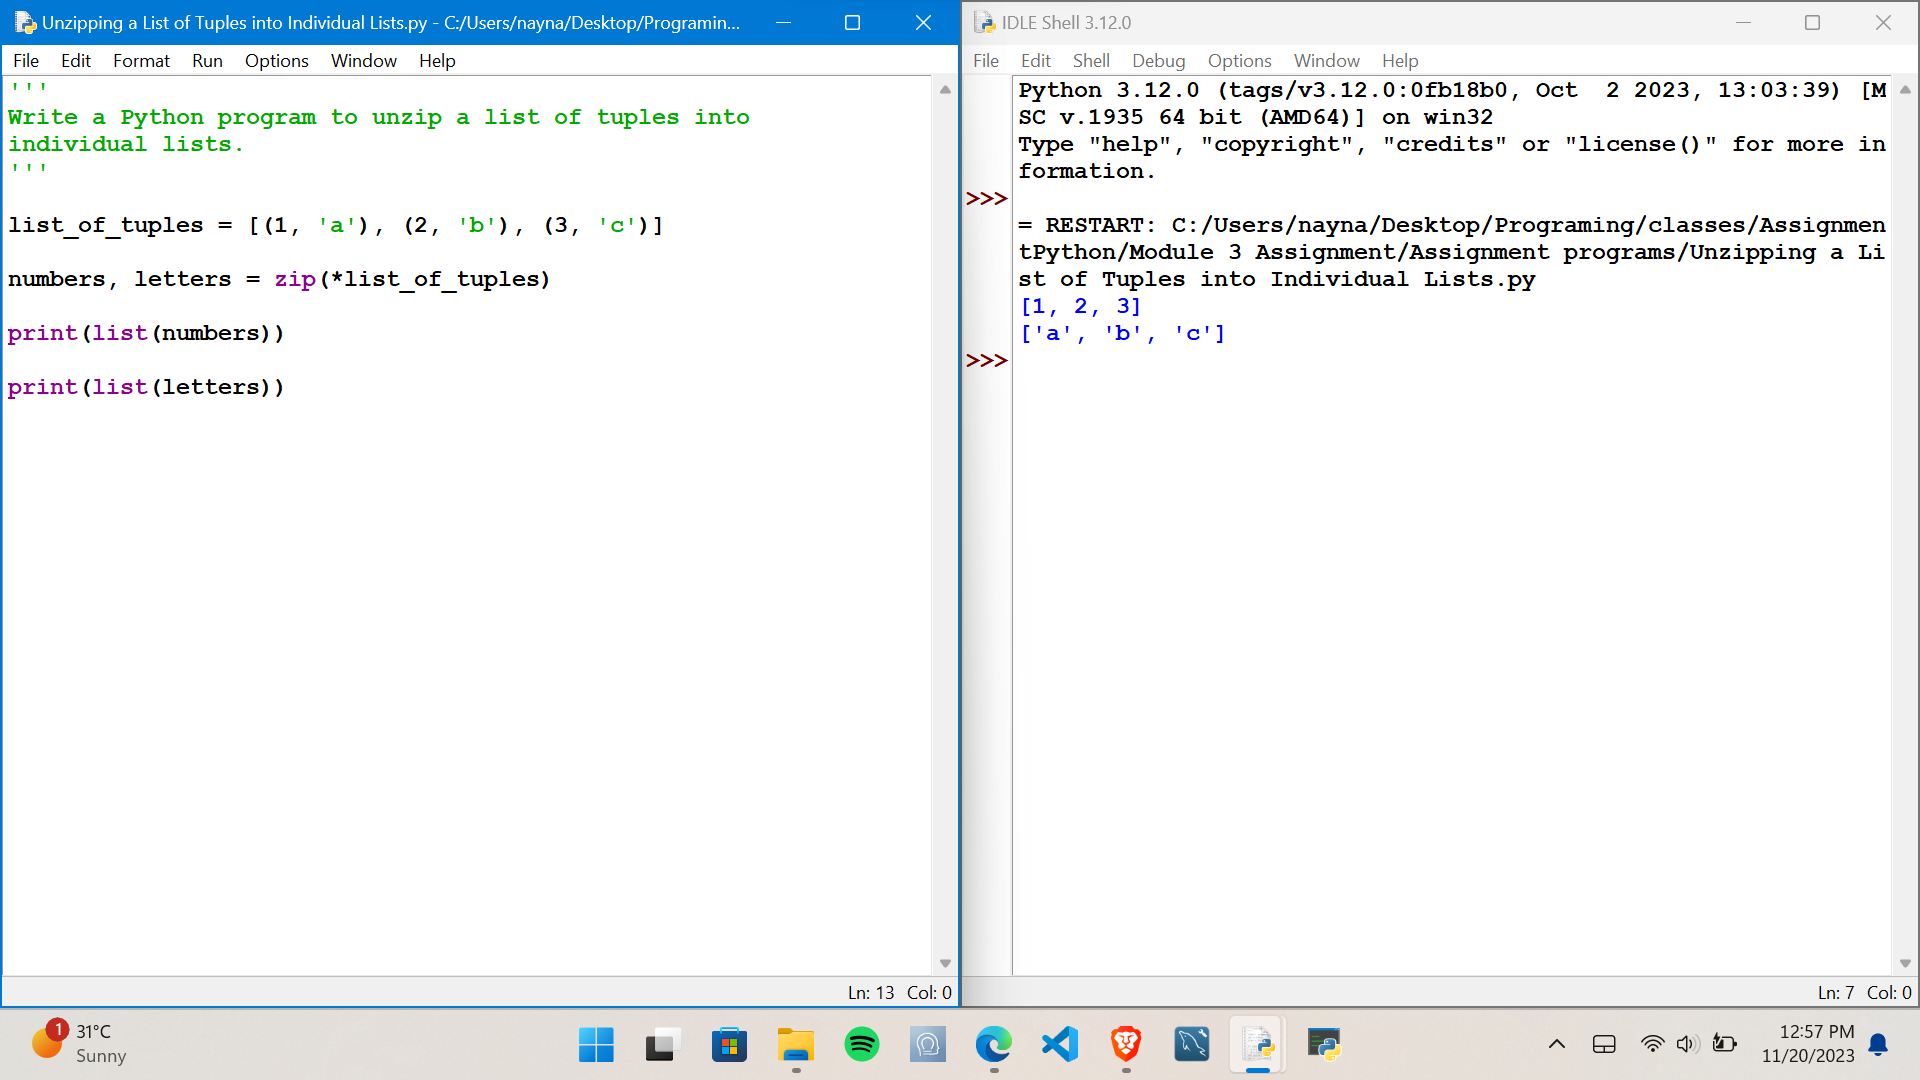 Unzipping a List of Tuples into Individual Lists.py - C:/Users/nayna/Desktop/Programin...
File Edit Format Run Options Window Help
'''
Write a Python program to unzip a list of tuples into
individual lists.
'''
list_of_tuples = [(1, 'a'), (2, 'b'), (3, 'c')]
numbers, letters = zip(*list_of_tuples)
print(list(numbers))
print(list(letters))
Ln: 13 Col: 0
IDLE Shell 3.12.0
File Edit Shell Debug Options Window Help
Python 3.12.0 (tags/v3.12.0:0fb18b0, Oct  2 2023, 13:03:39) [M
SC v.1935 64 bit (AMD64)] on win32
Type "help", "copyright", "credits" or "license()" for more in
formation.
>>>
= RESTART: C:/Users/nayna/Desktop/Programing/classes/Assignmen
tPython/Module 3 Assignment/Assignment programs/Unzipping a Li
st of Tuples into Individual Lists.py
[1, 2, 3]
['a', 'b', 'c']
>>>
Ln: 7 Col: 0
1
31°C
Sunny
12:57 PM
11/20/2023